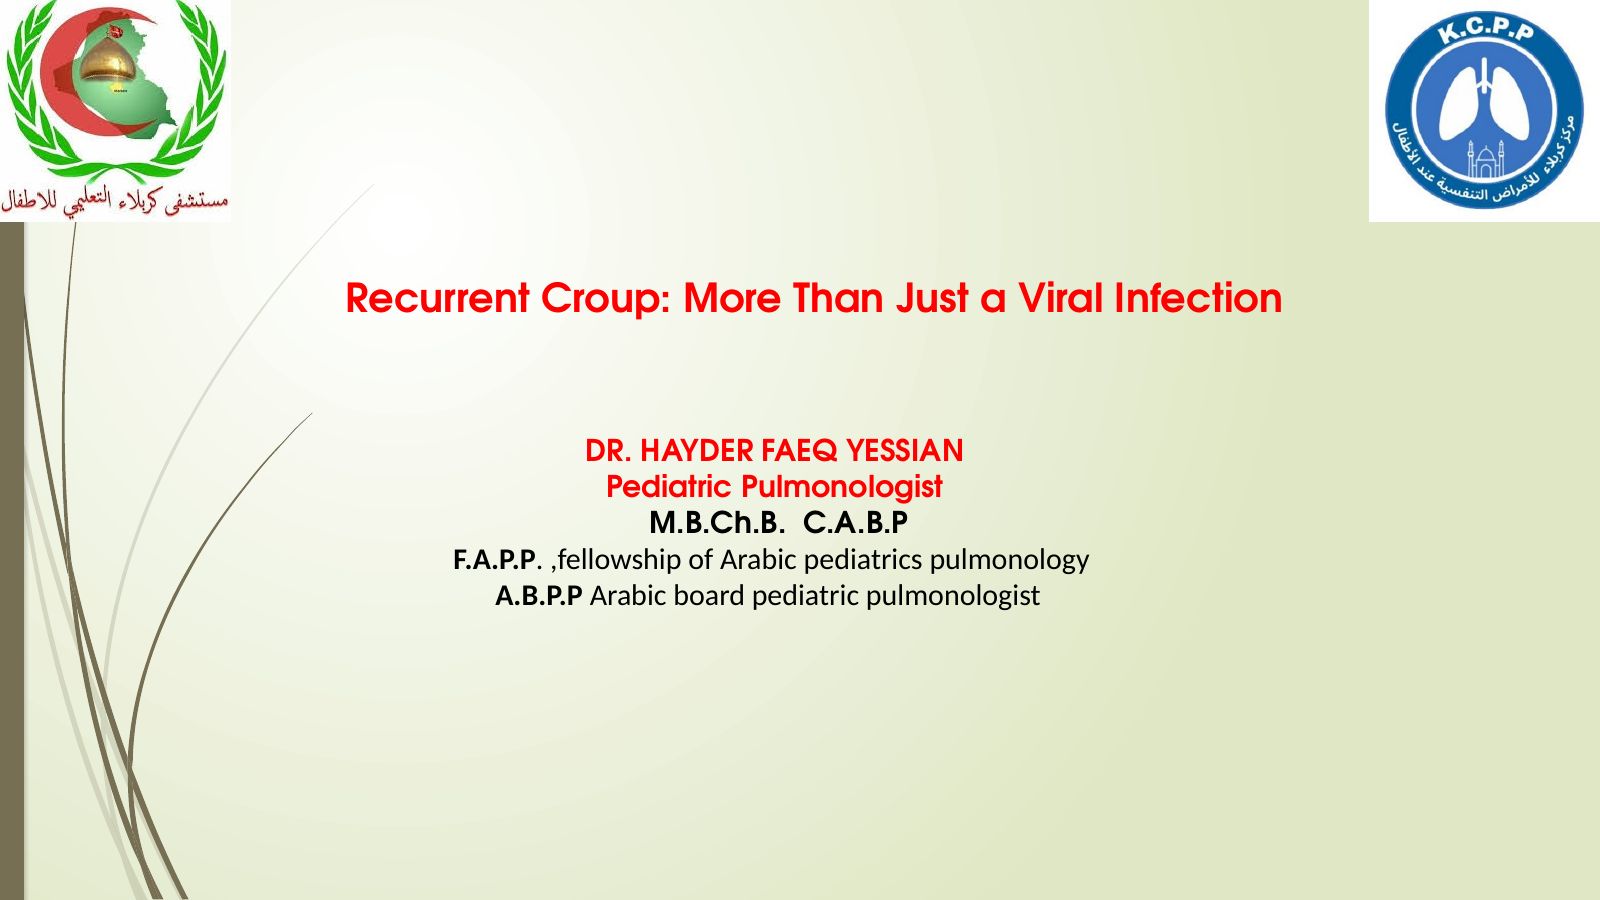 مستشفى كربلاء التعليمي للاطفال
K.C.P.P
مركز كربلاء للأمراض التنفسية عند الأطفال
Recurrent Croup: More Than Just a Viral Infection
DR. HAYDER FAEQ YESSIAN
Pediatric Pulmonologist
M.B.Ch.B.  C.A.B.P
F.A.P.P. ,fellowship of Arabic pediatrics pulmonology
A.B.P.P Arabic board pediatric pulmonologist